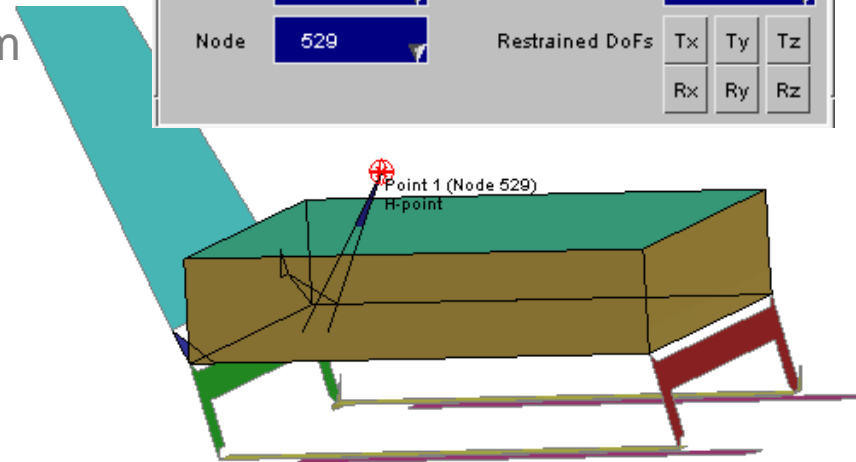 m
Node 529 Restrained DoFs Tx Ty Tz
Rx Ry Rz
Point 1 (Node 529)
H-point